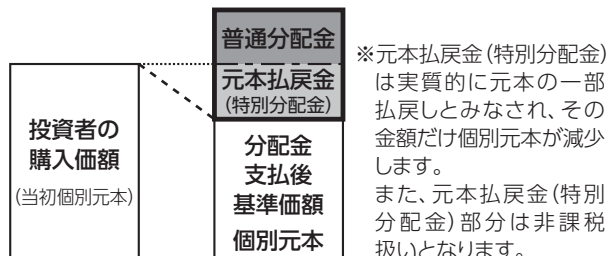 投資者の
購入価額
(当初個別元本)
普通分配金
元本払戻金
(特別分配金)
分配金
支払後
基準価額
個別元本
※元本払戻金(特別分配金)
は実質的に元本の一部
払戻しとみなされ、その
金額だけ個別元本が減少
します。
また、元本払戻金(特別
分配金)部分は非課税
扱いとなります。